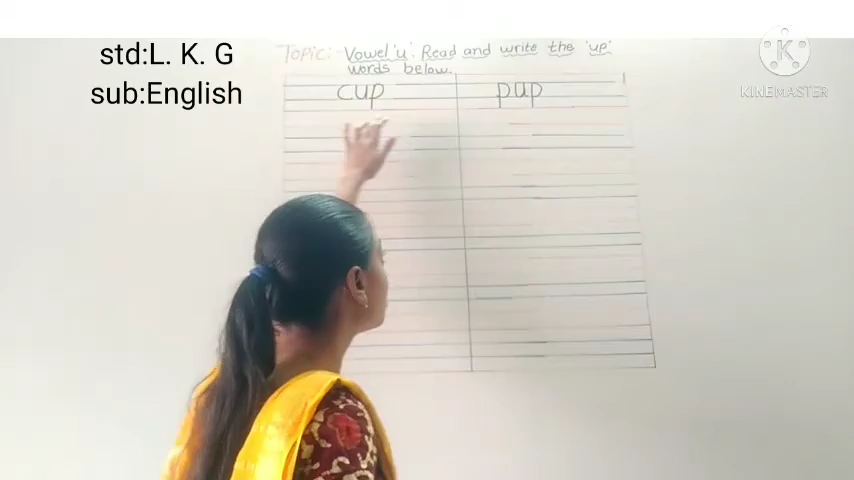 std:L. K. G
sub:English
Topic:- Vowel 'u'. Read and write the 'up'
words below.
cup pup
KINEMASTER